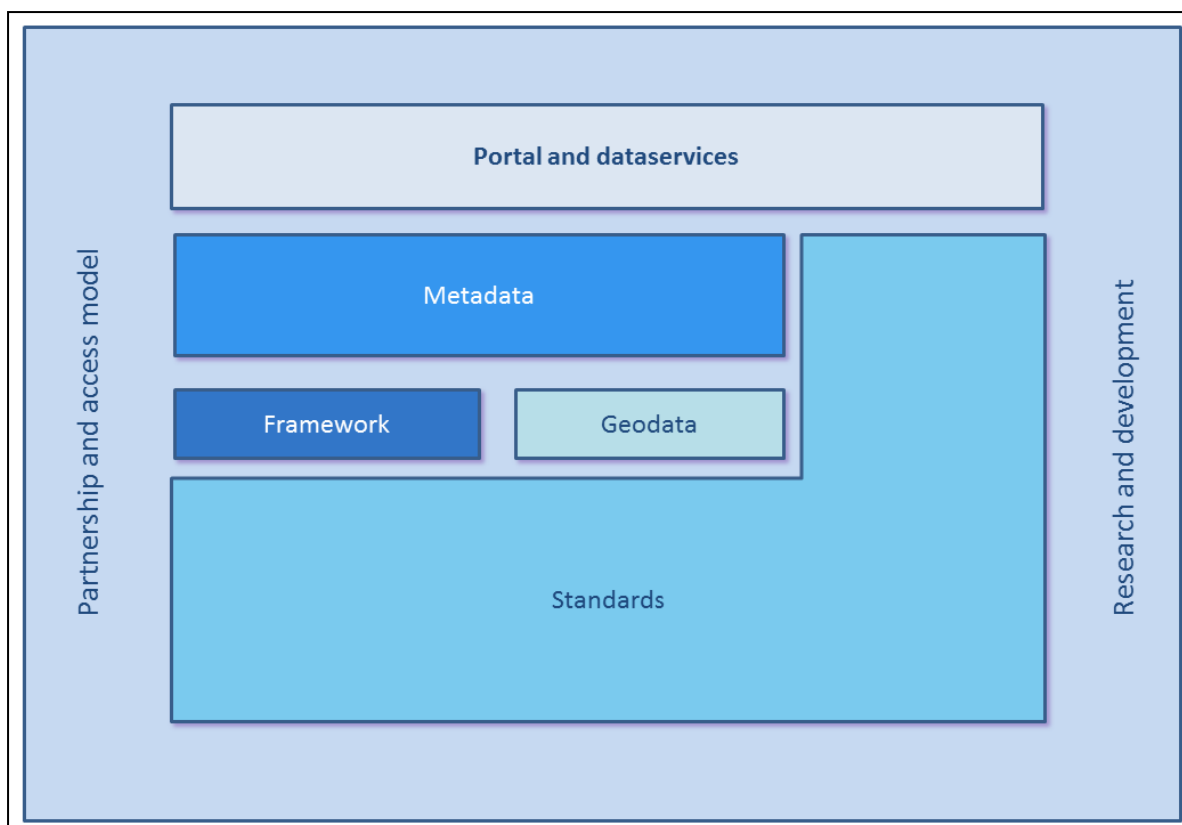 Portal and dataservices
Partnership and access model
Metadata
Research and development
Framework
Geodata
Standards